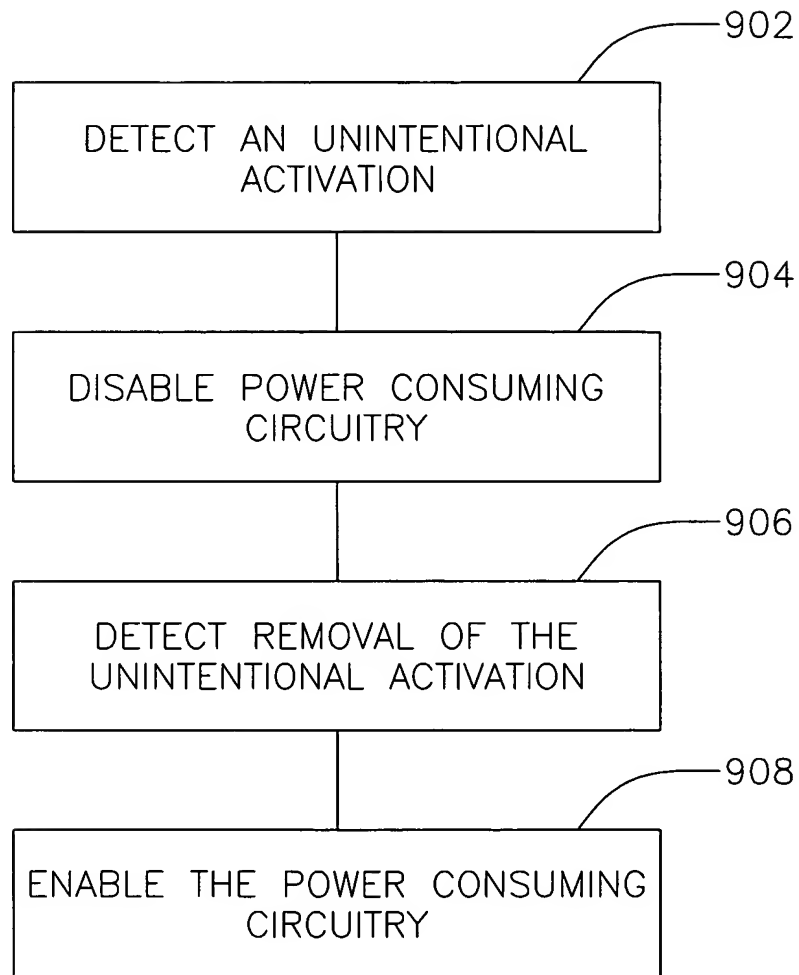 902
DETECT AN UNINTENTIONAL
ACTIVATION
904
DISABLE POWER CONSUMING
CIRCUITRY
906
DETECT REMOVAL OF THE
UNINTENTIONAL ACTIVATION
908
ENABLE THE POWER CONSUMING
CIRCUITRY